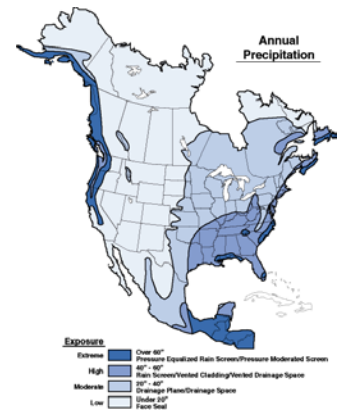 Annual
Precipitation
Exposure
Extreme
Over 60"
Pressure Equalized Rain Screen/Pressure Moderated Screen
High
40" - 60"
Rain Screen/Vented Cladding/Vented Drainage Space
Moderate
20" - 40"
Drainage Plane/Drainage Space
Low
Under 20"
Face Seal